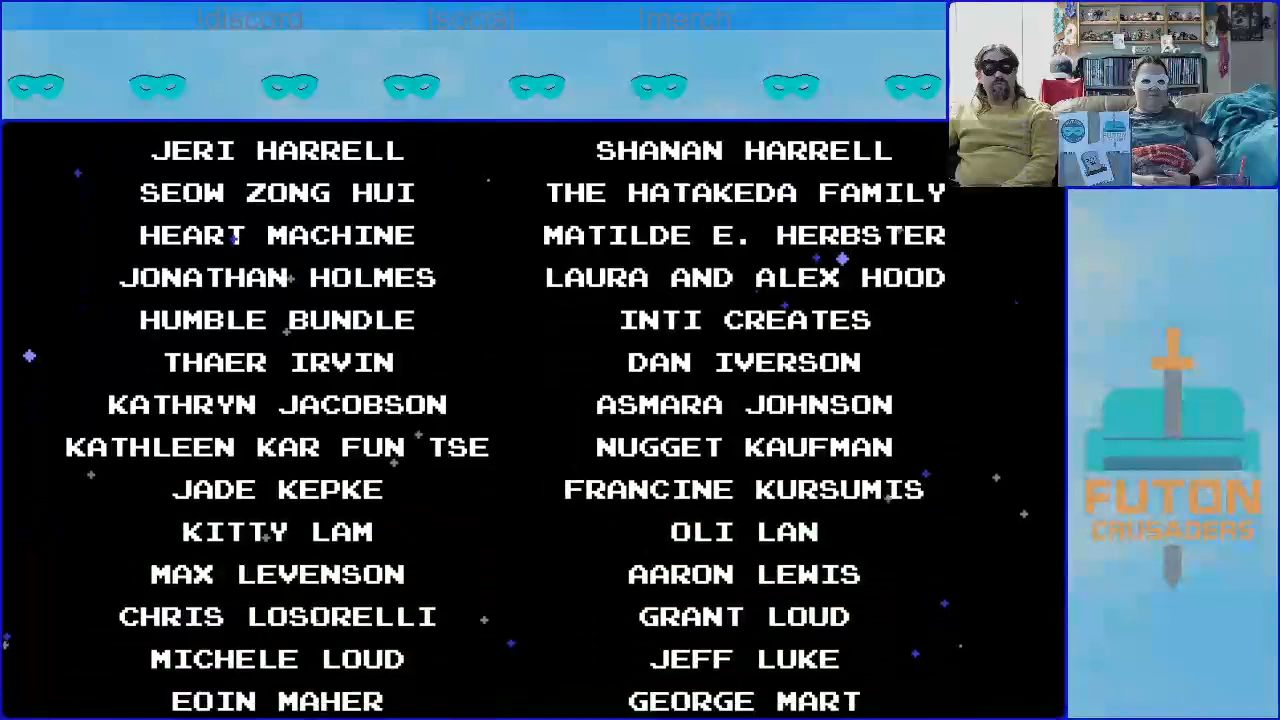 !discord !social !merch
JERI HARRELL SHANAN HARRELL
SEOW ZONG HUI THE HATAKEDA FAMILY
HEART MACHINE MATILDE E. HERBSTER
JONATHAN HOLMES LAURA AND ALEX HOOD
HUMBLE BUNDLE INTI CREATES
THAER IRVIN DAN IVERSON
KATHRYN JACOBSON ASMARA JOHNSON
KATHLEEN KAR FUN TSE NUGGET KAUFMAN
JADE KEPKE FRANCINE KURSUMIS
KITTY LAM OLI LAN
MAX LEVENSON AARON LEWIS
CHRIS LOSORELLI GRANT LOUD
MICHELE LOUD JEFF LUKE
EOIN MAHER GEORGE MART
FUTON
CRUSADERS